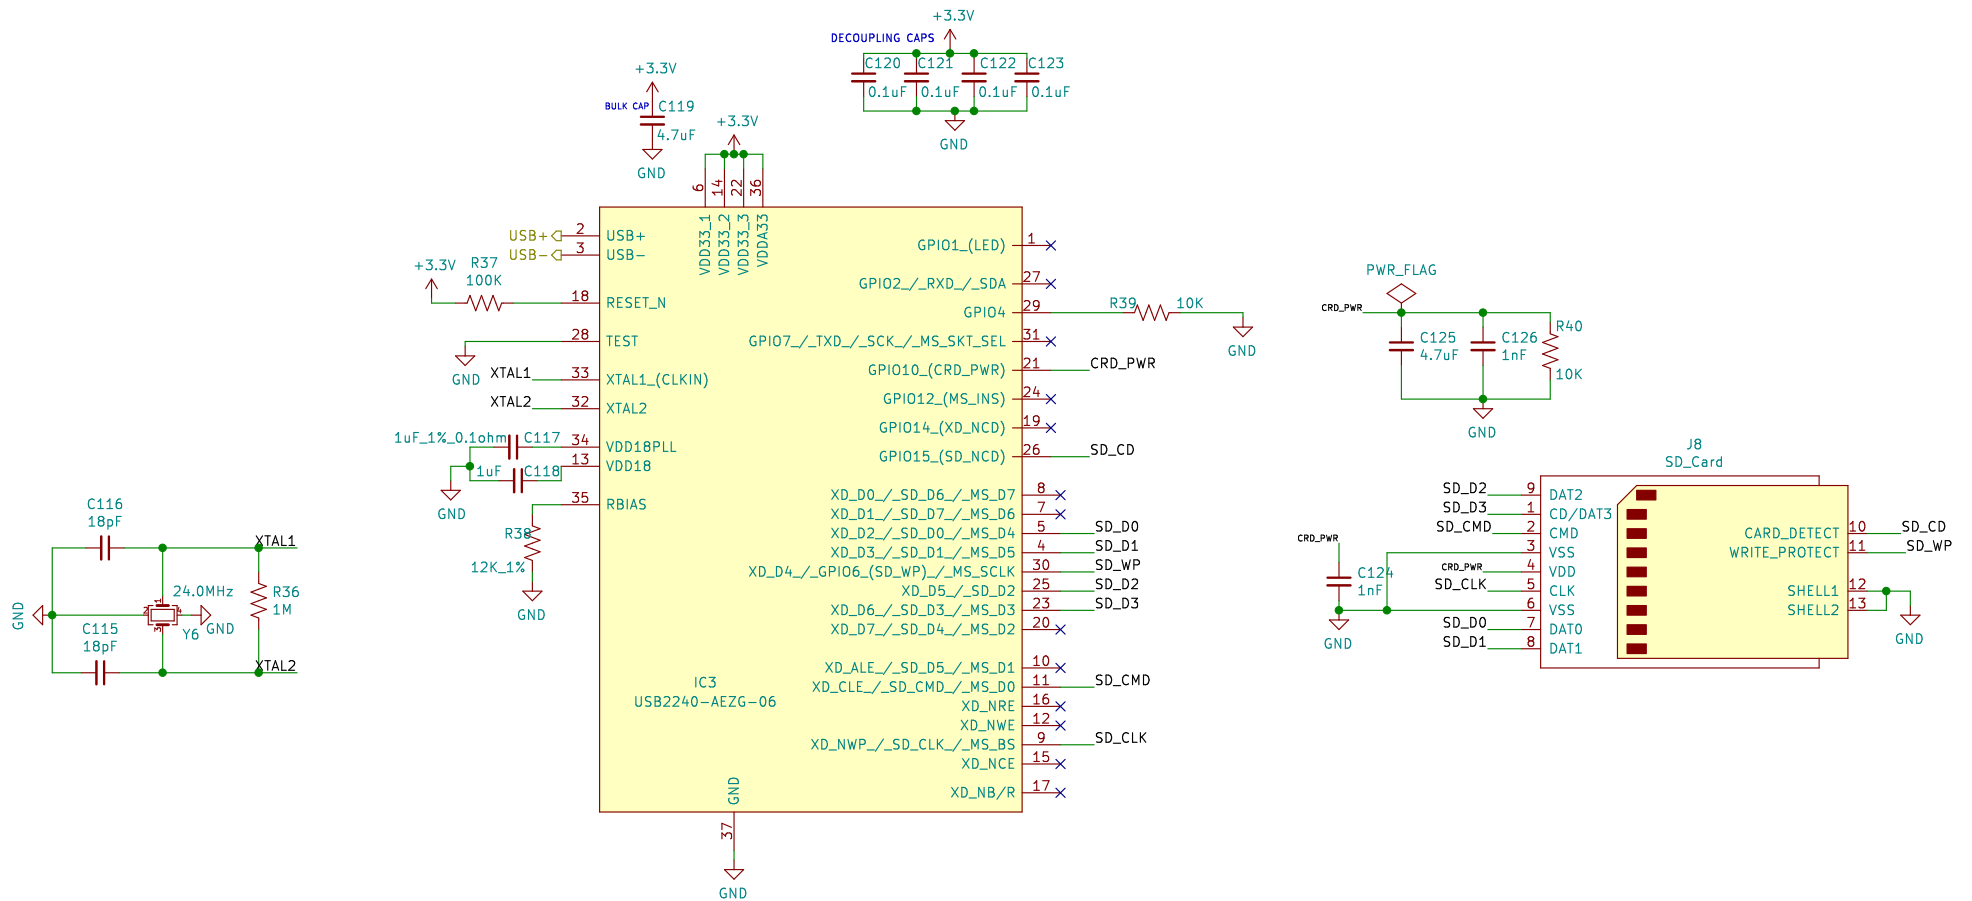 +3.3V
DECOUPLING CAPS
C120
C121
C122
C123
0.1uF
0.1uF
0.1uF
0.1uF
GND
+3.3V
BULK CAP
C119
4.7uF
GND
+3.3V
6
14
22
36
VDD33_1
VDD33_2
VDD33_3
VDDA33
USB+
2
USB+
USB-
3
USB-
+3.3V
R37
100K
18
RESET_N
28
TEST
GND
XTAL1
33
XTAL1_(CLKIN)
XTAL2
32
XTAL2
1uF_1%_0.1ohm
C117
34
VDD18PLL
1uF
C118
13
VDD18
GND
35
RBIAS
R38
12K_1%
GND
GPIO1_(LED)
1
GPIO2_/_RXD_/_SDA
27
GPIO4
29
R39
10K
GND
GPIO7_/_TXD_/_SCK_/_MS_SKT_SEL
31
GPIO10_(CRD_PWR)
21
CRD_PWR
GPIO12_(MS_INS)
24
GPIO14_(XD_NCD)
19
GPIO15_(SD_NCD)
26
SD_CD
XD_D0_/_SD_D6_/_MS_D7
8
XD_D1_/_SD_D7_/_MS_D6
7
XD_D2_/_SD_D0_/_MS_D4
5
SD_D0
XD_D3_/_SD_D1_/_MS_D5
4
SD_D1
XD_D4_/_GPIO6_(SD_WP)_/_MS_SCLK
30
SD_WP
XD_D5_/_SD_D2
25
SD_D2
XD_D6_/_SD_D3_/_MS_D3
23
SD_D3
XD_D7_/_SD_D4_/_MS_D2
20
XD_ALE_/_SD_D5_/_MS_D1
10
XD_CLE_/_SD_CMD_/_MS_D0
11
SD_CMD
XD_NRE
16
XD_NWE
12
XD_NWP_/_SD_CLK_/_MS_BS
9
SD_CLK
XD_NCE
15
XD_NB/R
17
IC3
USB2240-AEZG-06
GND
37
GND
C116
18pF
XTAL1
24.0MHz
1
2
3
4
Y6
GND
GND
R36
1M
C115
18pF
XTAL2
PWR_FLAG
CRD_PWR
C125
4.7uF
C126
1nF
R40
10K
GND
J8
SD_Card
SD_D2
9
DAT2
SD_D3
1
CD/DAT3
SD_CMD
2
CMD
3
VSS
CRD_PWR
4
VDD
SD_CLK
5
CLK
6
VSS
SD_D0
7
DAT0
SD_D1
8
DAT1
CRD_PWR
C124
1nF
GND
CARD_DETECT
10
SD_CD
WRITE_PROTECT
11
SD_WP
SHELL1
12
SHELL2
13
GND